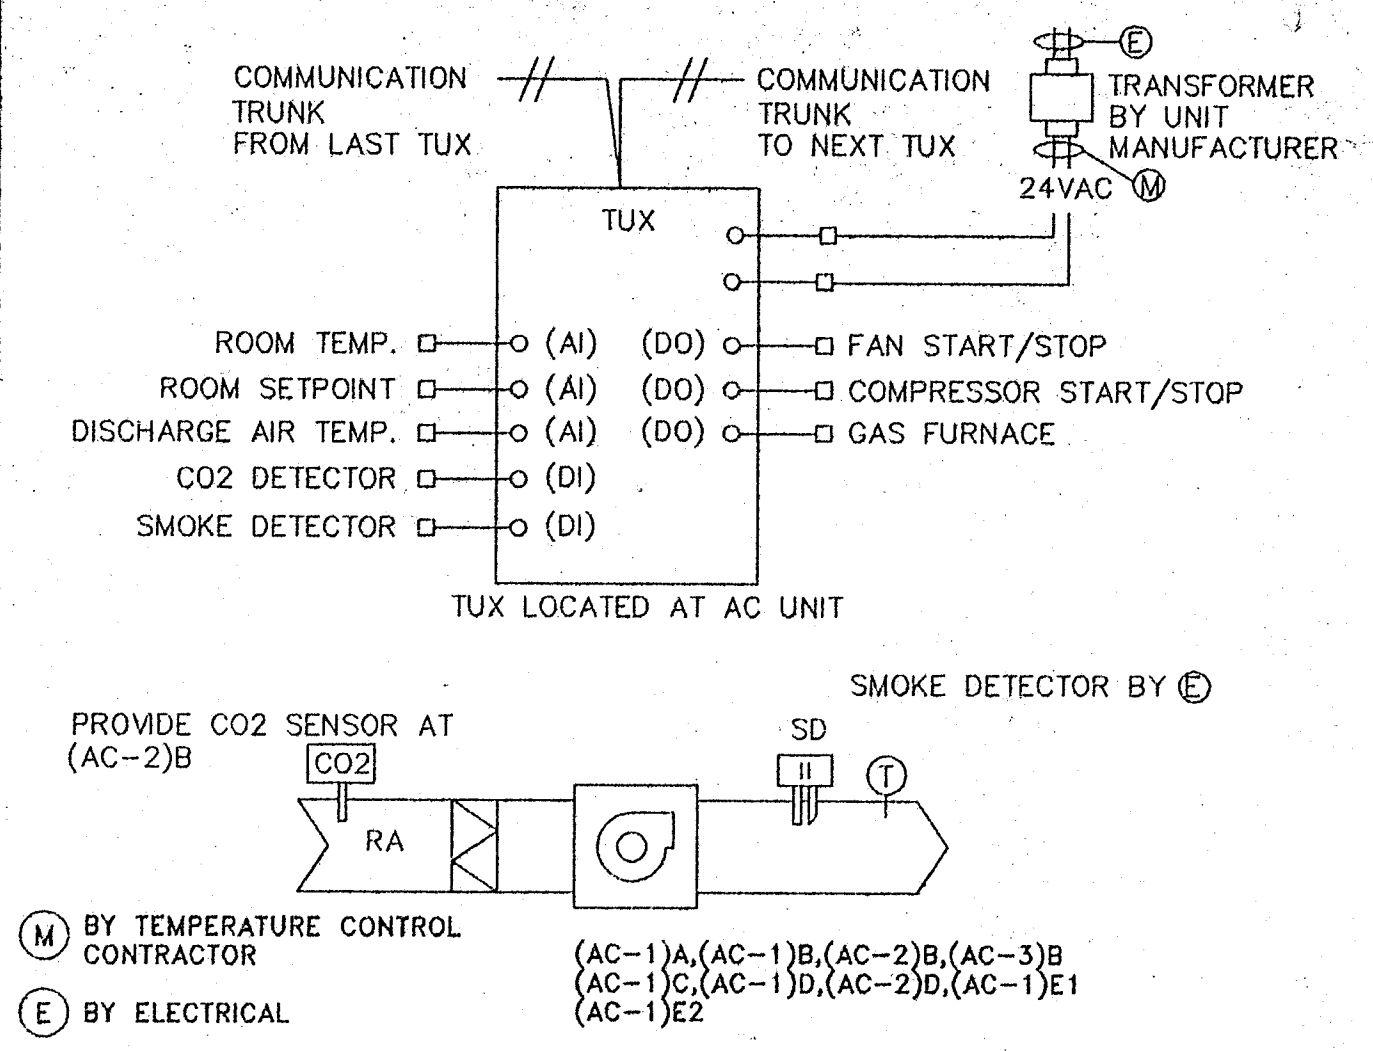 COMMUNICATION
TRUNK
FROM LAST TUX
COMMUNICATION
TRUNK
TO NEXT TUX
E
TRANSFORMER
BY UNIT
MANUFACTURER
24VAC
M
TUX
ROOM TEMP. (AI) (DO) FAN START/STOP
ROOM SETPOINT (AI) (DO) COMPRESSOR START/STOP
DISCHARGE AIR TEMP. (AI) (DO) GAS FURNACE
CO2 DETECTOR (DI)
SMOKE DETECTOR (DI)
TUX LOCATED AT AC UNIT
SMOKE DETECTOR BY E
PROVIDE CO2 SENSOR AT
(AC-2)B
CO2
SD
T
RA
M BY TEMPERATURE CONTROL
CONTRACTOR
E BY ELECTRICAL
(AC-1)A,(AC-1)B,(AC-2)B,(AC-3)B
(AC-1)C,(AC-1)D,(AC-2)D,(AC-1)E1
(AC-1)E2